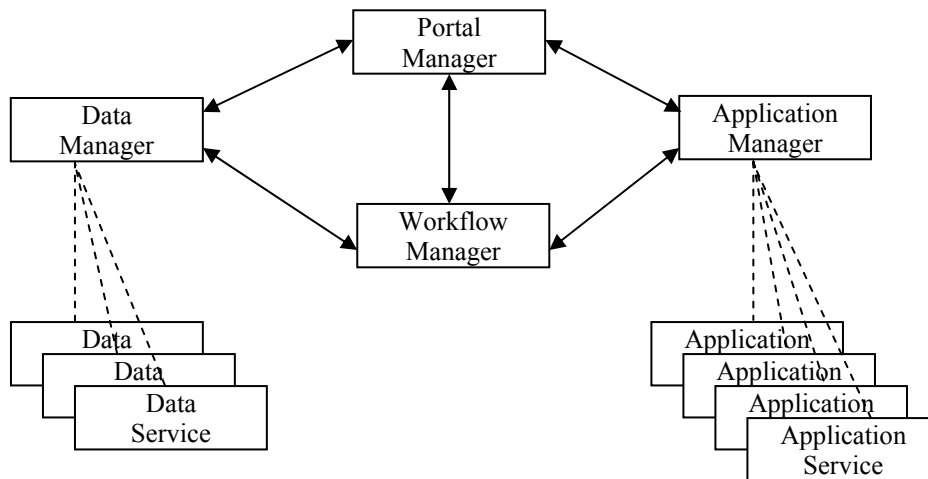 Portal
Manager
Data
Manager
Application
Manager
Workflow
Manager
Data
Data
Data
Service
Application
Application
Application
Application
Service